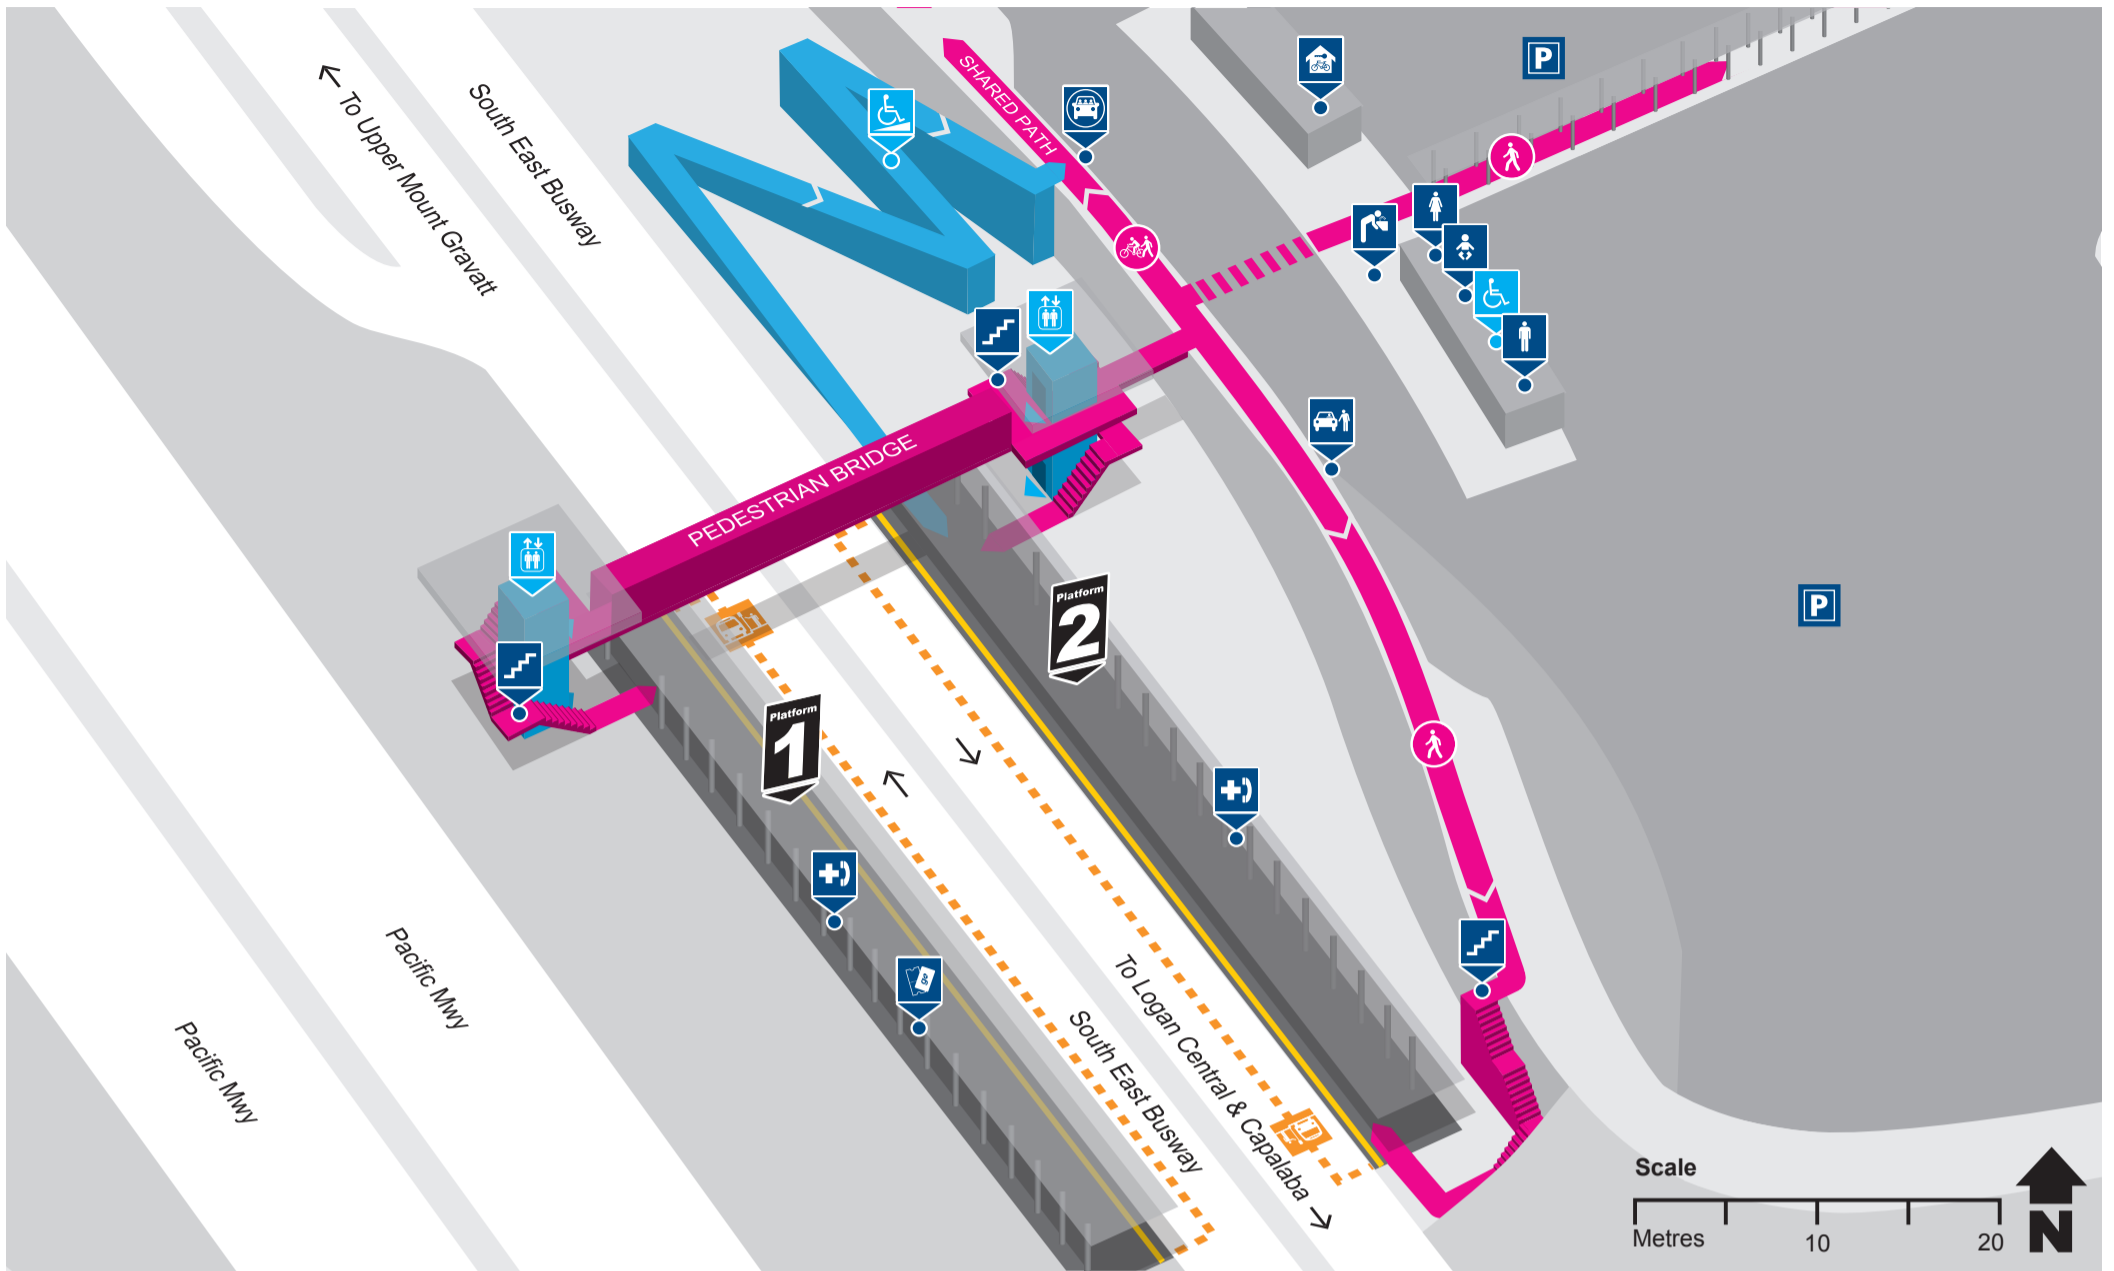 SHARED PATH
P
South East Busway
← To Upper Mount Gravatt
PEDESTRIAN BRIDGE
Platform
2
P
Platform
1
go
Pacific Mwy
Pacific Mwy
To Logan Central & Capalaba →
South East Busway
Scale
Metres 10 20
N